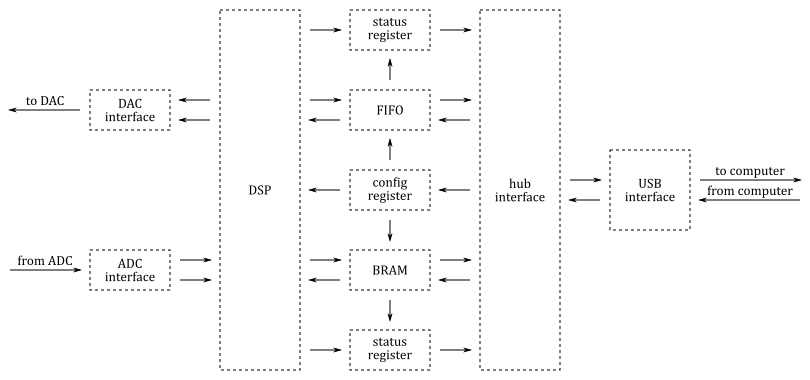 status
register
to DAC
DAC
interface
FIFO
DSP
config
register
hub
interface
USB
interface
to computer
from computer
from ADC
ADC
interface
BRAM
status
register